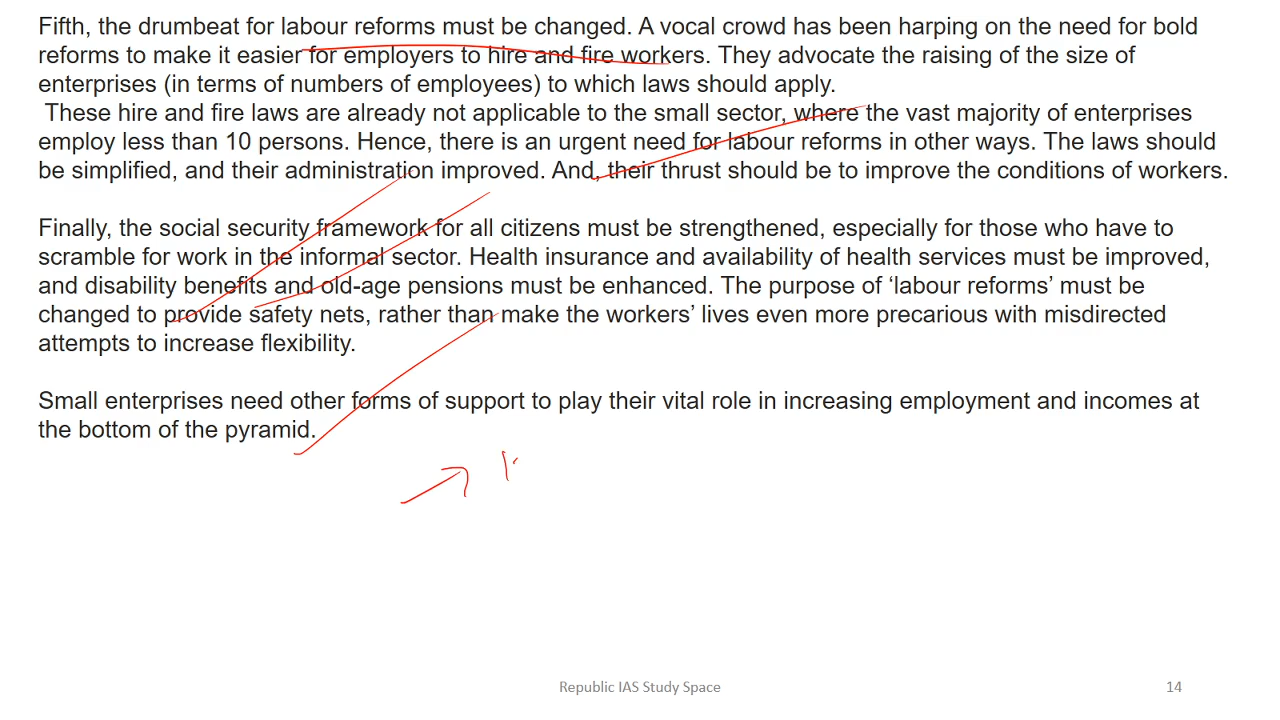 Fifth, the drumbeat for labour reforms must be changed. A vocal crowd has been harping on the need for bold
reforms to make it easier for employers to hire and fire workers. They advocate the raising of the size of
enterprises (in terms of numbers of employees) to which laws should apply.
These hire and fire laws are already not applicable to the small sector, where the vast majority of enterprises
employ less than 10 persons. Hence, there is an urgent need for labour reforms in other ways. The laws should
be simplified, and their administration improved. And, their thrust should be to improve the conditions of workers.
Finally, the social security framework for all citizens must be strengthened, especially for those who have to
scramble for work in the informal sector. Health insurance and availability of health services must be improved,
and disability benefits and old-age pensions must be enhanced. The purpose of ‘labour reforms’ must be
changed to provide safety nets, rather than make the workers’ lives even more precarious with misdirected
attempts to increase flexibility.
Small enterprises need other forms of support to play their vital role in increasing employment and incomes at
the bottom of the pyramid.
Republic IAS Study Space
14